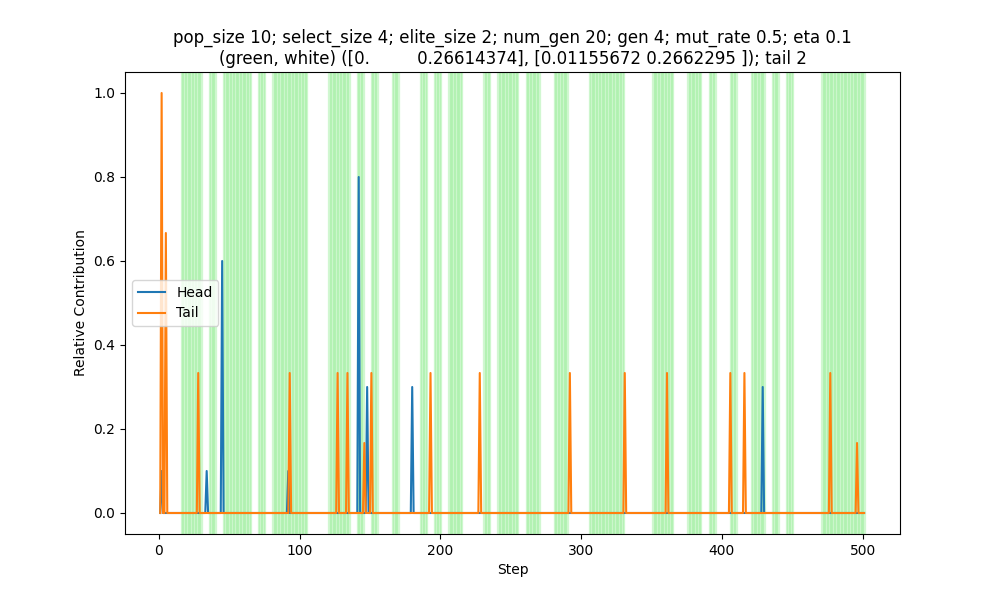 pop_size 10; select_size 4; elite_size 2; num_gen 20; gen 4; mut_rate 0.5; eta 0.1
(green, white) ([0.         0.26614374], [0.01155672 0.2662295 ]); tail 2
1.0
0.8
0.6
0.4
0.2
0.0
Relative Contribution
Head
Tail
0
100
200
300
400
500
Step